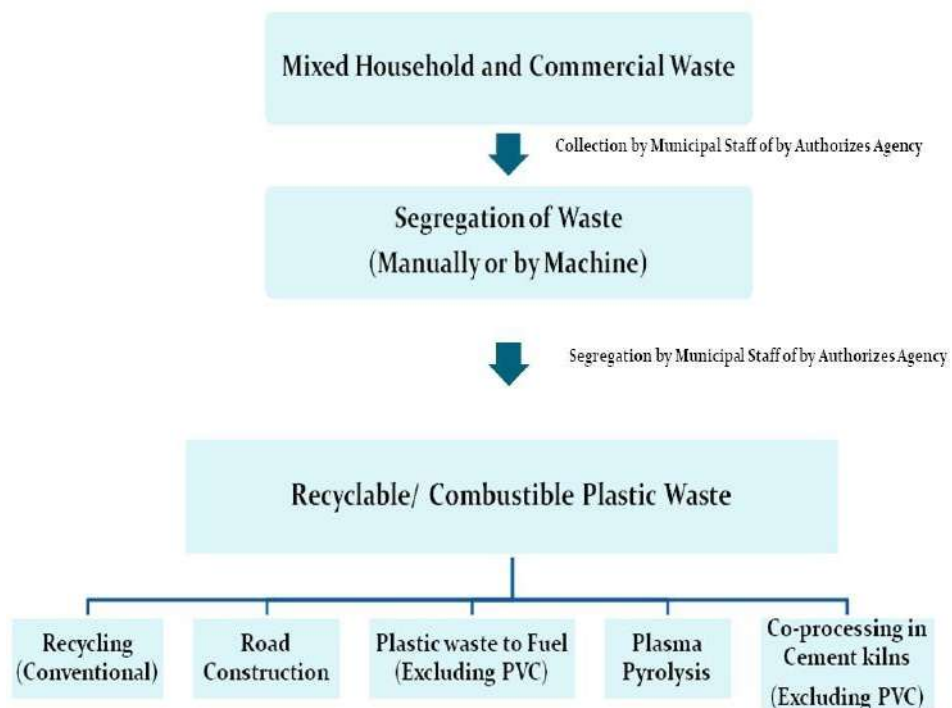 Mixed Household and Commercial Waste
Collection by Municipal Staff of by Authorizes Agency
Segregation of Waste
(Manually or by Machine)
Segregation by Municipal Staff of by Authorizes Agency
Recyclable/ Combustible Plastic Waste
Recycling
(Conventional)
Road
Construction
Plastic waste to Fuel
(Excluding PVC)
Plasma
Pyrolysis
Co-processing in
Cement kilns
(Excluding PVC)